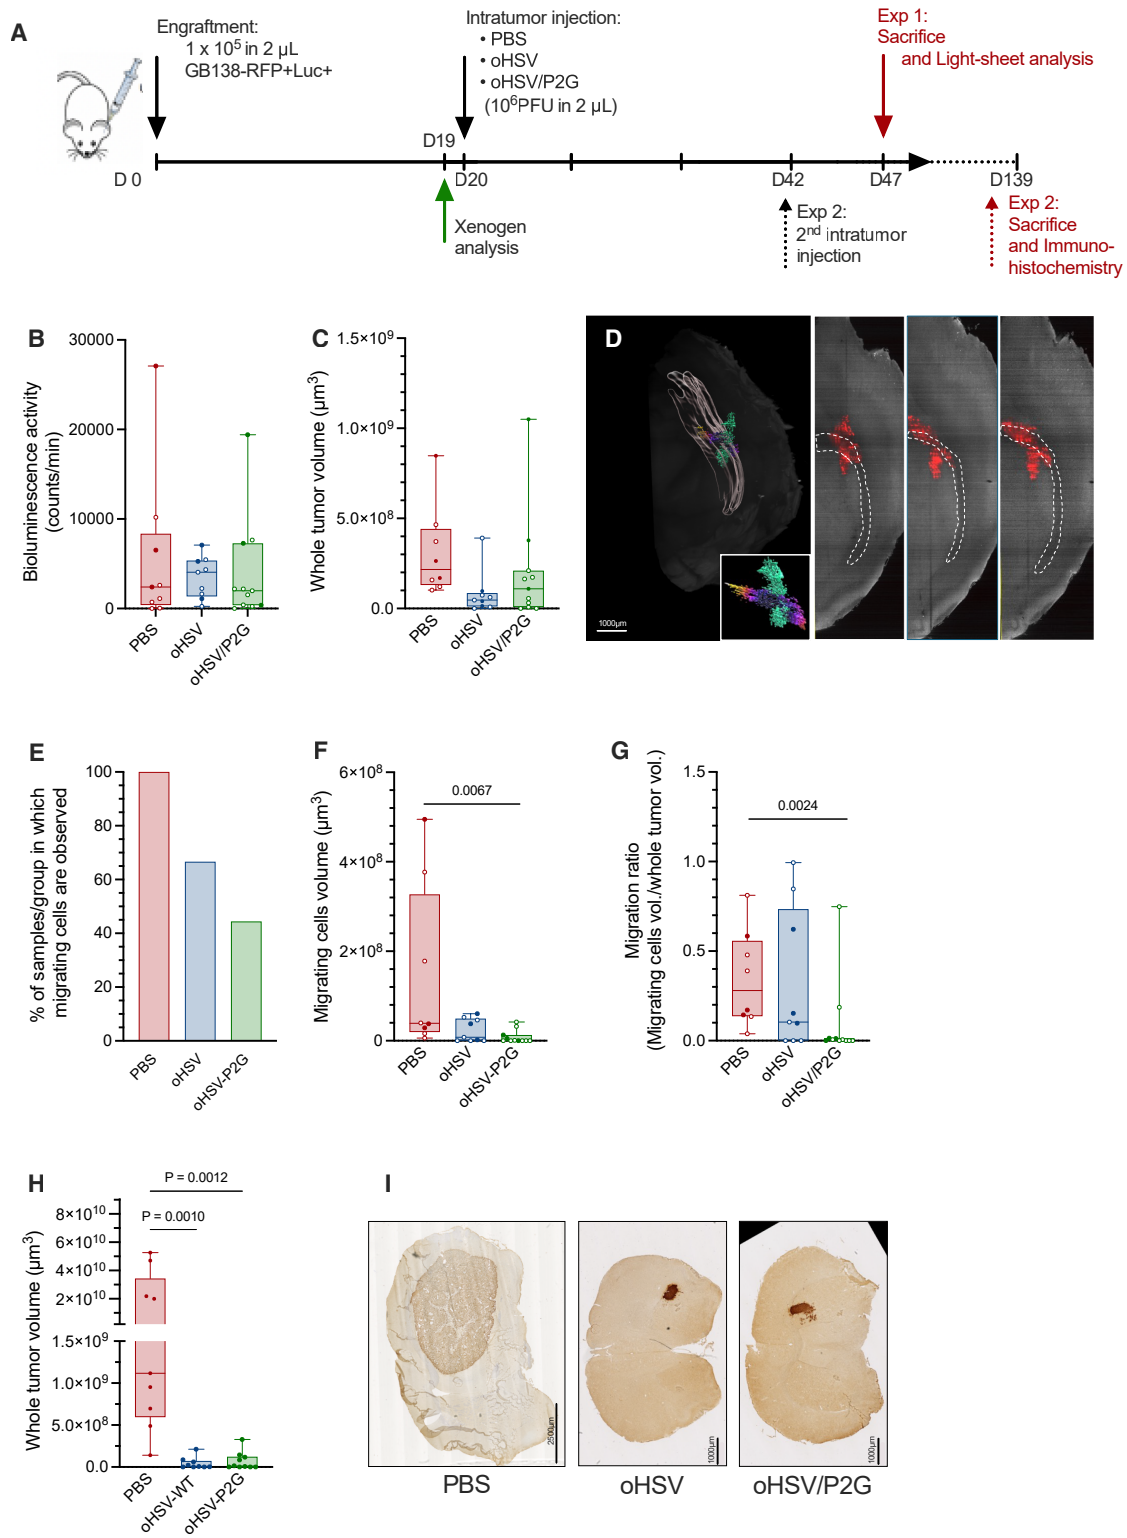 A
Engraftment:
1 x 10⁵ in 2 µL
GB138-RFP+Luc+
Intratumor injection:
• PBS
• oHSV
• oHSV/P2G
(10⁶PFU in 2 µL)
Exp 1:
Sacrifice
and Light-sheet analysis
D19
D 0
D20
D42
D47
D139
Xenogen
analysis
Exp 2:
2nd intratumor
injection
Exp 2:
Sacrifice
and Immuno-
histochemistry
B
Bioluminescence activity
(counts/min)
30000
20000
10000
0
PBS
oHSV
oHSV/P2G
C
Whole tumor volume (µm³)
1.5×10⁹
1.0×10⁹
5.0×10⁸
0.0
PBS
oHSV
oHSV/P2G
D
1000µm
E
% of samples/group in which
migrating cells are observed
100
80
60
40
20
0
PBS
oHSV
oHSV-P2G
F
Migrating cells volume (µm³)
6×10⁸
4×10⁸
2×10⁸
0
0.0067
PBS
oHSV
oHSV-P2G
G
Migration ratio
(Migrating cells vol./whole tumor vol.)
1.5
1.0
0.5
0.0
0.0024
PBS
oHSV
oHSV/P2G
H
Whole tumor volume (µm³)
P = 0.0012
P = 0.0010
8×10¹⁰
6×10¹⁰
4×10¹⁰
2×10¹⁰
1.5×10⁹
1.0×10⁹
5.0×10⁸
0.0
PBS
oHSV-WT
oHSV-P2G
I
2500µm
1000µm
1000µm
PBS
oHSV
oHSV/P2G